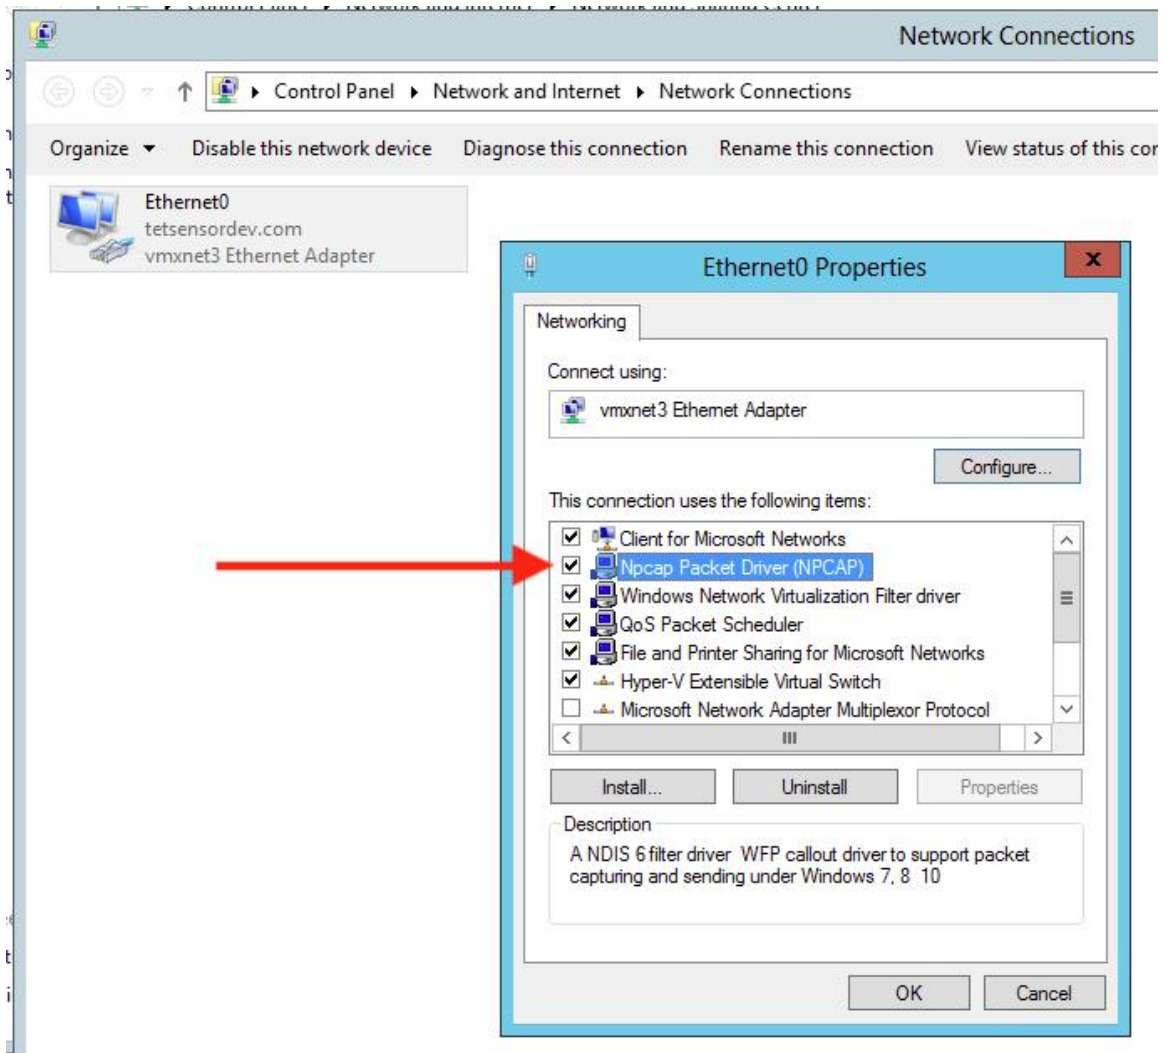 Network Connections
Control Panel Network and Internet Network Connections
Organize Disable this network device Diagnose this connection Rename this connection View status of this cor
Ethernet0
tetsensordev.com
vmxnet3 Ethernet Adapter
Ethernet0 Properties
x
Networking
Connect using:
vmxnet3 Ethernet Adapter
Configure...
This connection uses the following items:
Client for Microsoft Networks
Npcap Packet Driver (NPCAP)
Windows Network Virtualization Filter driver
QoS Packet Scheduler
File and Printer Sharing for Microsoft Networks
Hyper-V Extensible Virtual Switch
Microsoft Network Adapter Multiplexor Protocol
Install... Uninstall Properties
Description
A NDIS 6 filter driver WFP callout driver to support packet
capturing and sending under Windows 7, 8 10
OK Cancel